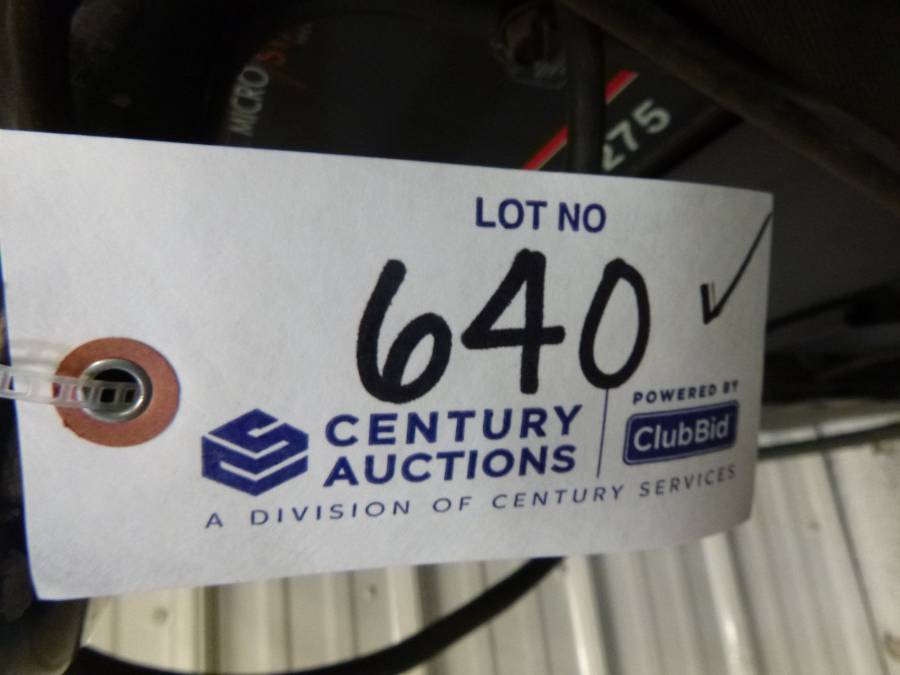 MICRO
275
LOT NO
640
CENTURY
AUCTIONS
A DIVISION OF CENTURY SERVICES
POWERED BY
ClubBid